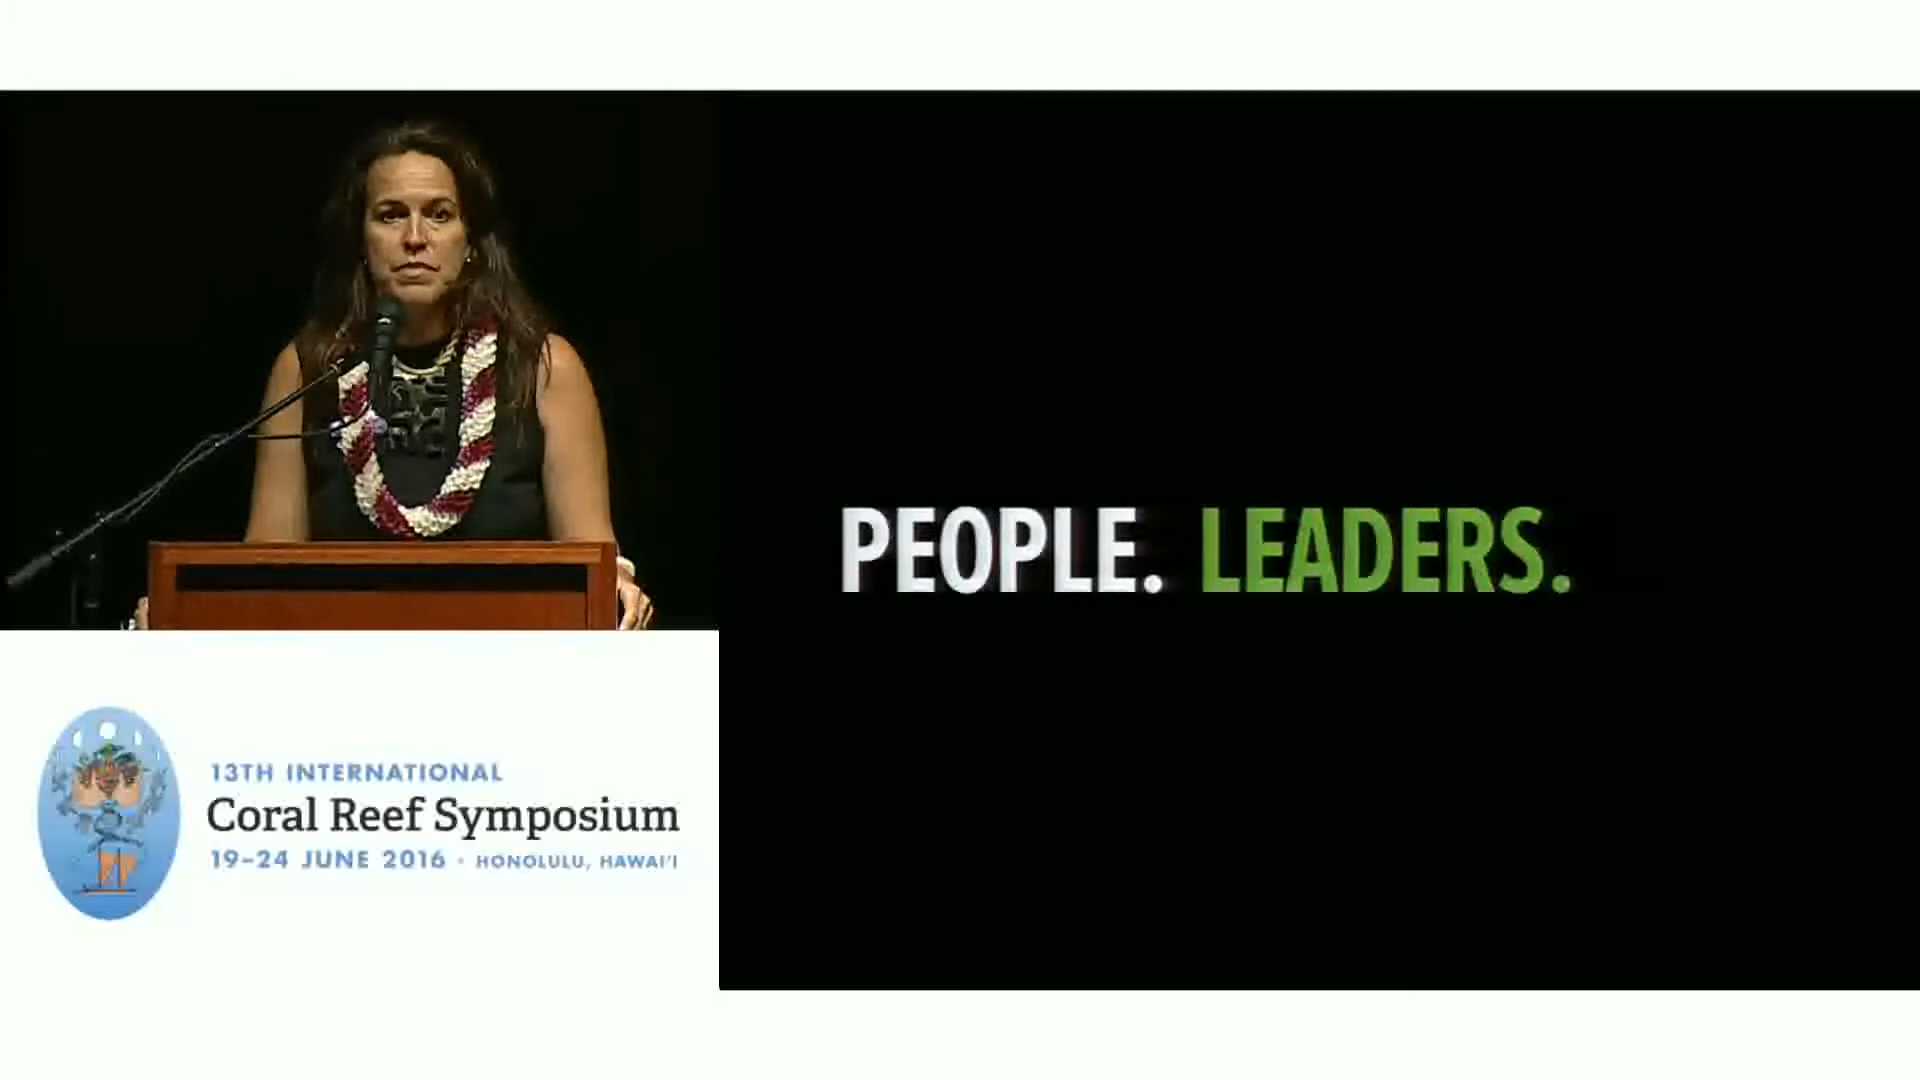 PEOPLE. LEADERS.
13TH INTERNATIONAL
Coral Reef Symposium
19–24 JUNE 2016 • HONOLULU, HAWAI'I